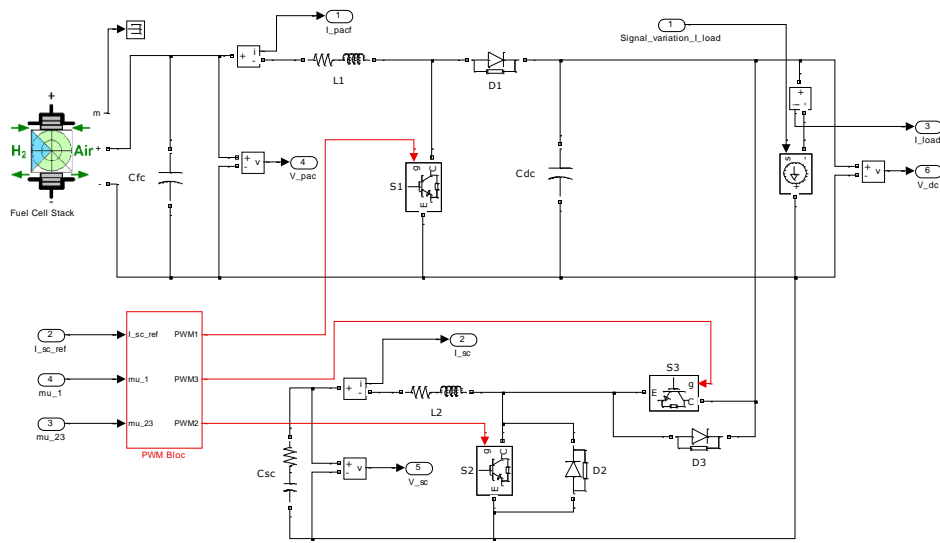 1
I_pacf
1
Signal_variation_I_load
+
i
-
L1
D1
m
+
+
i
-
3
I_load
H2
Air
+
-
-
Fuel Cell Stack
Cfc
+
-
v
4
V_pac
g
C
S1
E
Cdc
s
-
+
+
-
v
6
V_dc
2
I_sc_ref
I_sc_ref
PWM1
4
mu_1
mu_1
PWM3
3
mu_23
mu_23
PWM2
PWM Bloc
2
I_sc
+
i
-
L2
S3
g
E
C
D3
Csc
+
-
v
5
V_sc
g
C
S2
E
D2